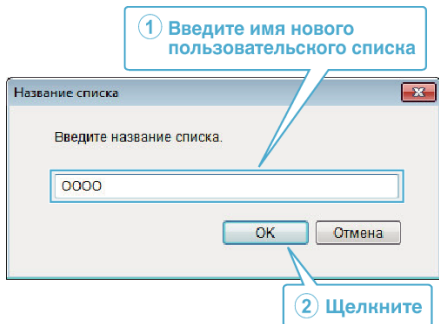 ① Введите имя нового
пользовательского списка
Название списка
Введите название списка.
OOOO
OK
Отмена
② Щелкните